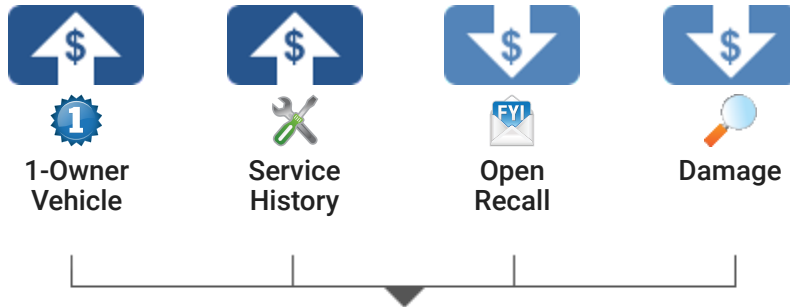 $ $ $ $
1 FYI
1-Owner Service Open Damage
Vehicle History Recall